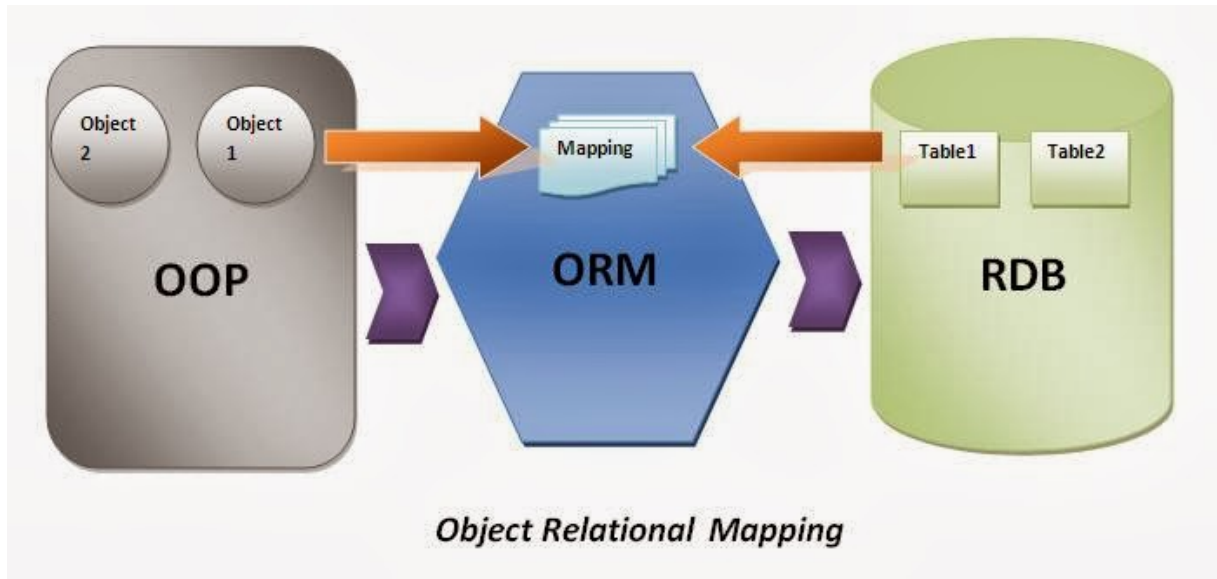 Object
2
Object
1
Mapping
Table1
Table2
OOP
ORM
RDB
Object Relational Mapping